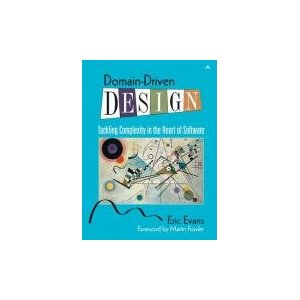 Domain-Driven
DESIGN
Tackling Complexity in the Heart of Software
Eric Evans
Foreword by Martin Fowler